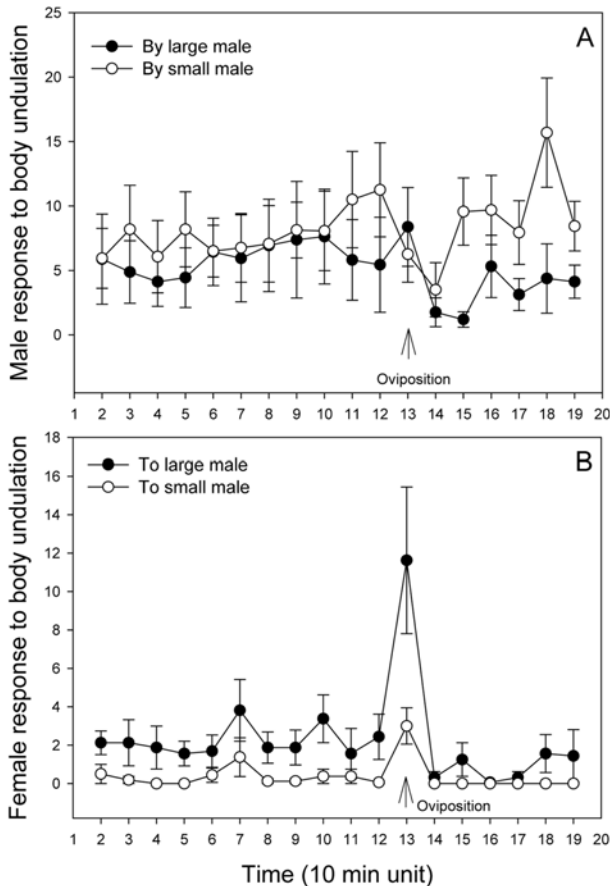 A
By large male
By small male
Male response to body undulation
25
20
15
10
5
0
Oviposition
1 2 3 4 5 6 7 8 9 10 11 12 13 14 15 16 17 18 19 20
B
To large male
To small male
Female response to body undulation
18
16
14
12
10
8
6
4
2
0
Oviposition
1 2 3 4 5 6 7 8 9 10 11 12 13 14 15 16 17 18 19 20
Time (10 min unit)